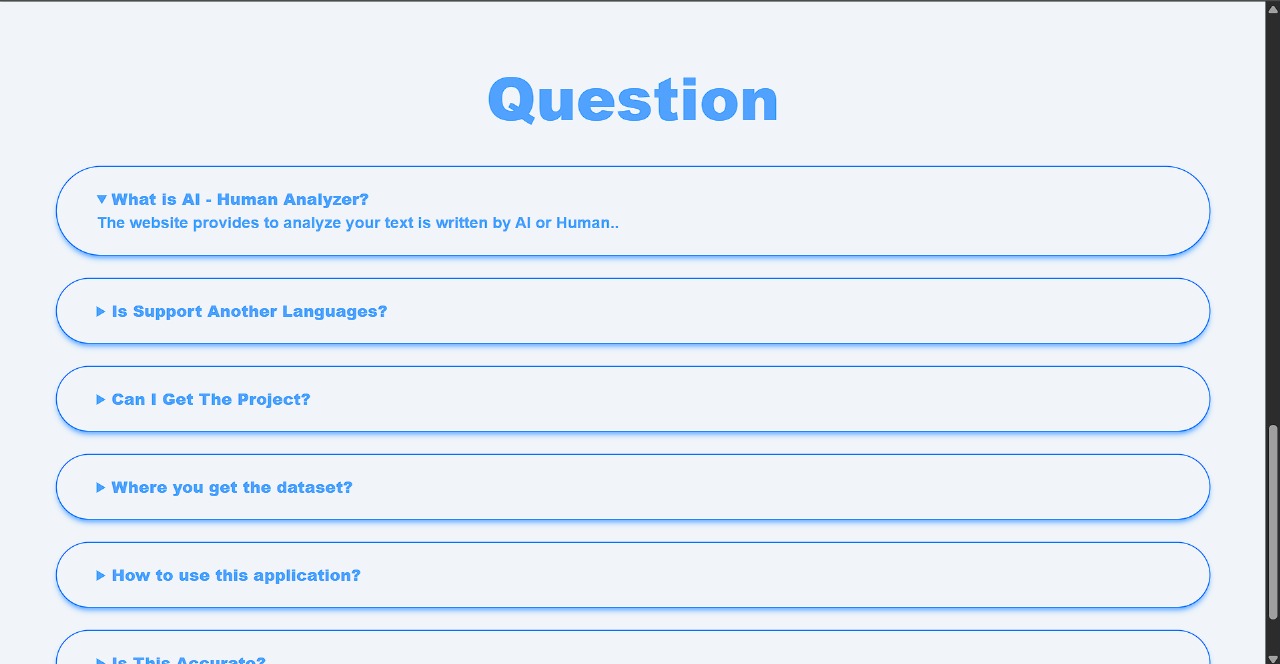 Question
What is AI - Human Analyzer?
The website provides to analyze your text is written by AI or Human..
Is Support Another Languages?
Can I Get The Project?
Where you get the dataset?
How to use this application?
Is This Accurate?